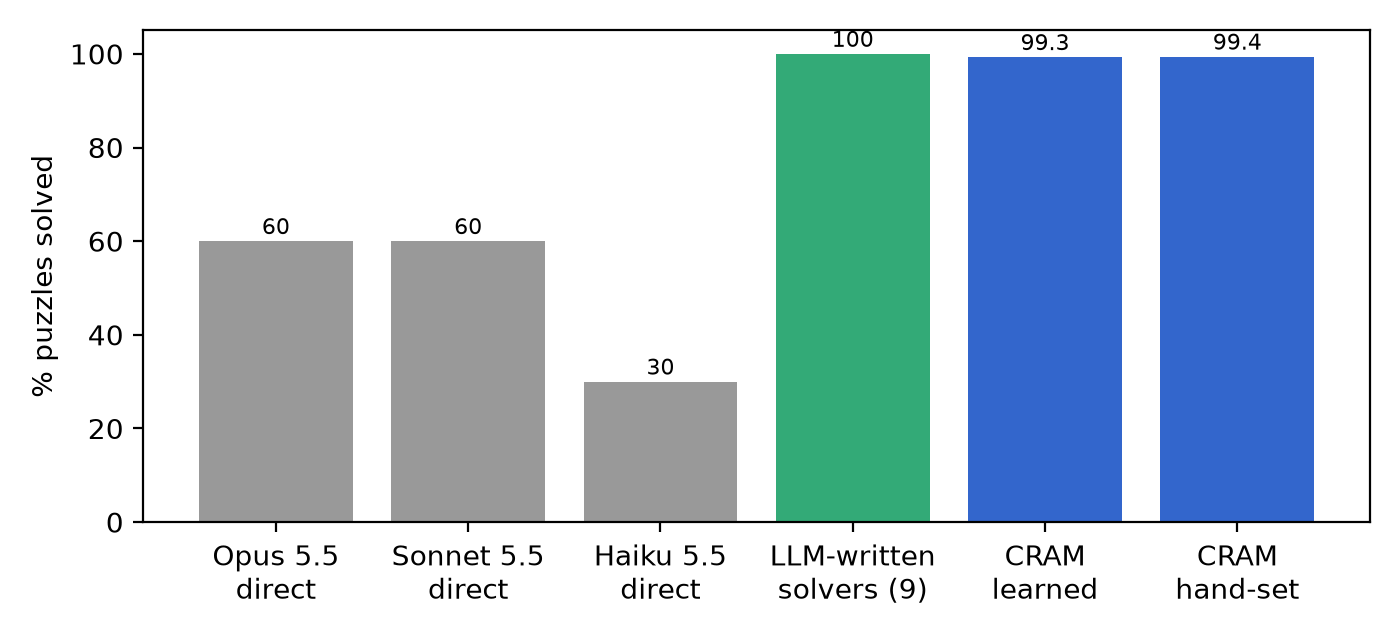 % puzzles solved
100
80
60
40
20
0
60
60
30
100
99.3
99.4
Opus 5.5
direct
Sonnet 5.5
direct
Haiku 5.5
direct
LLM-written
solvers (9)
CRAM
learned
CRAM
hand-set